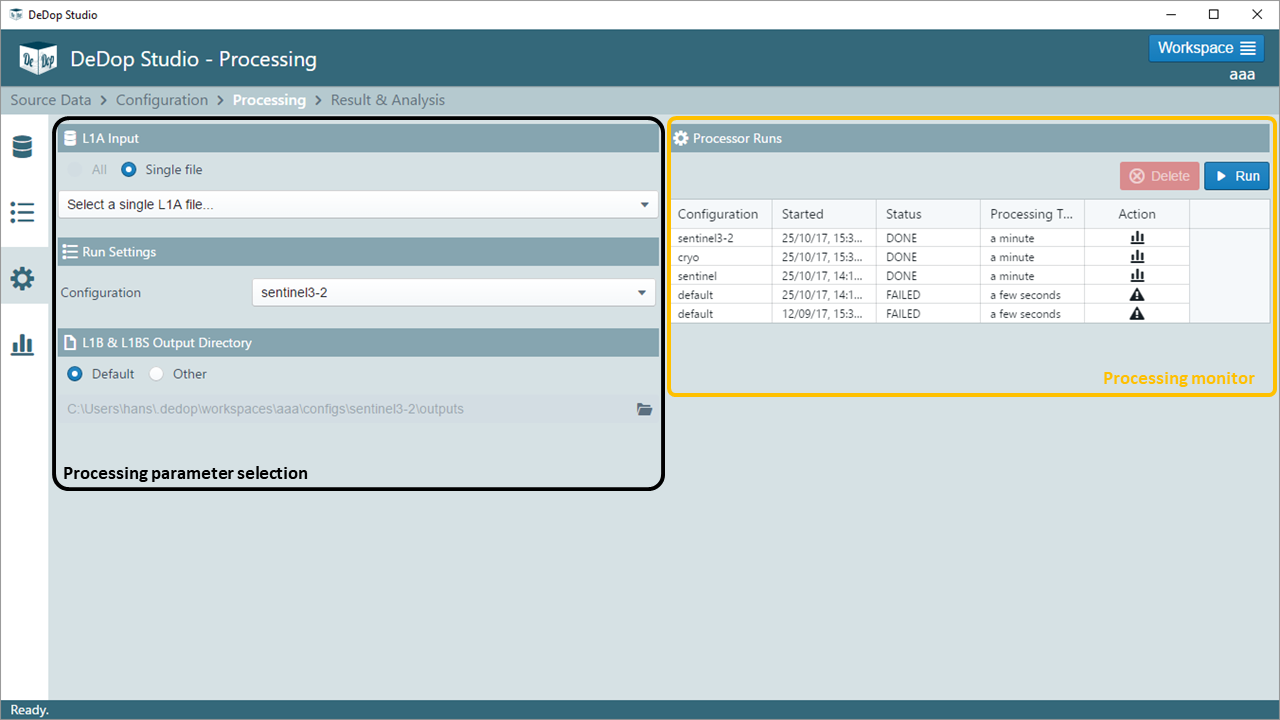 DeDop Studio
De Dop
DeDop Studio - Processing
Workspace
aaa
Source Data > Configuration > Processing > Result & Analysis
L1A Input
All Single file
Select a single L1A file...
Run Settings
Configuration sentinel3-2
L1B & L1BS Output Directory
Default Other
C:\Users\hans\.dedop\workspaces\aaa\configs\sentinel3-2\outputs
Processing parameter selection
Processor Runs
Delete Run
Configuration Started Status Processing T... Action
sentinel3-2 25/10/17, 15:3... DONE a minute
cryo 25/10/17, 15:3... DONE a minute
sentinel 25/10/17, 14:1... DONE a minute
default 25/10/17, 14:1... FAILED a few seconds
default 12/09/17, 15:3... FAILED a few seconds
Processing monitor
Ready.